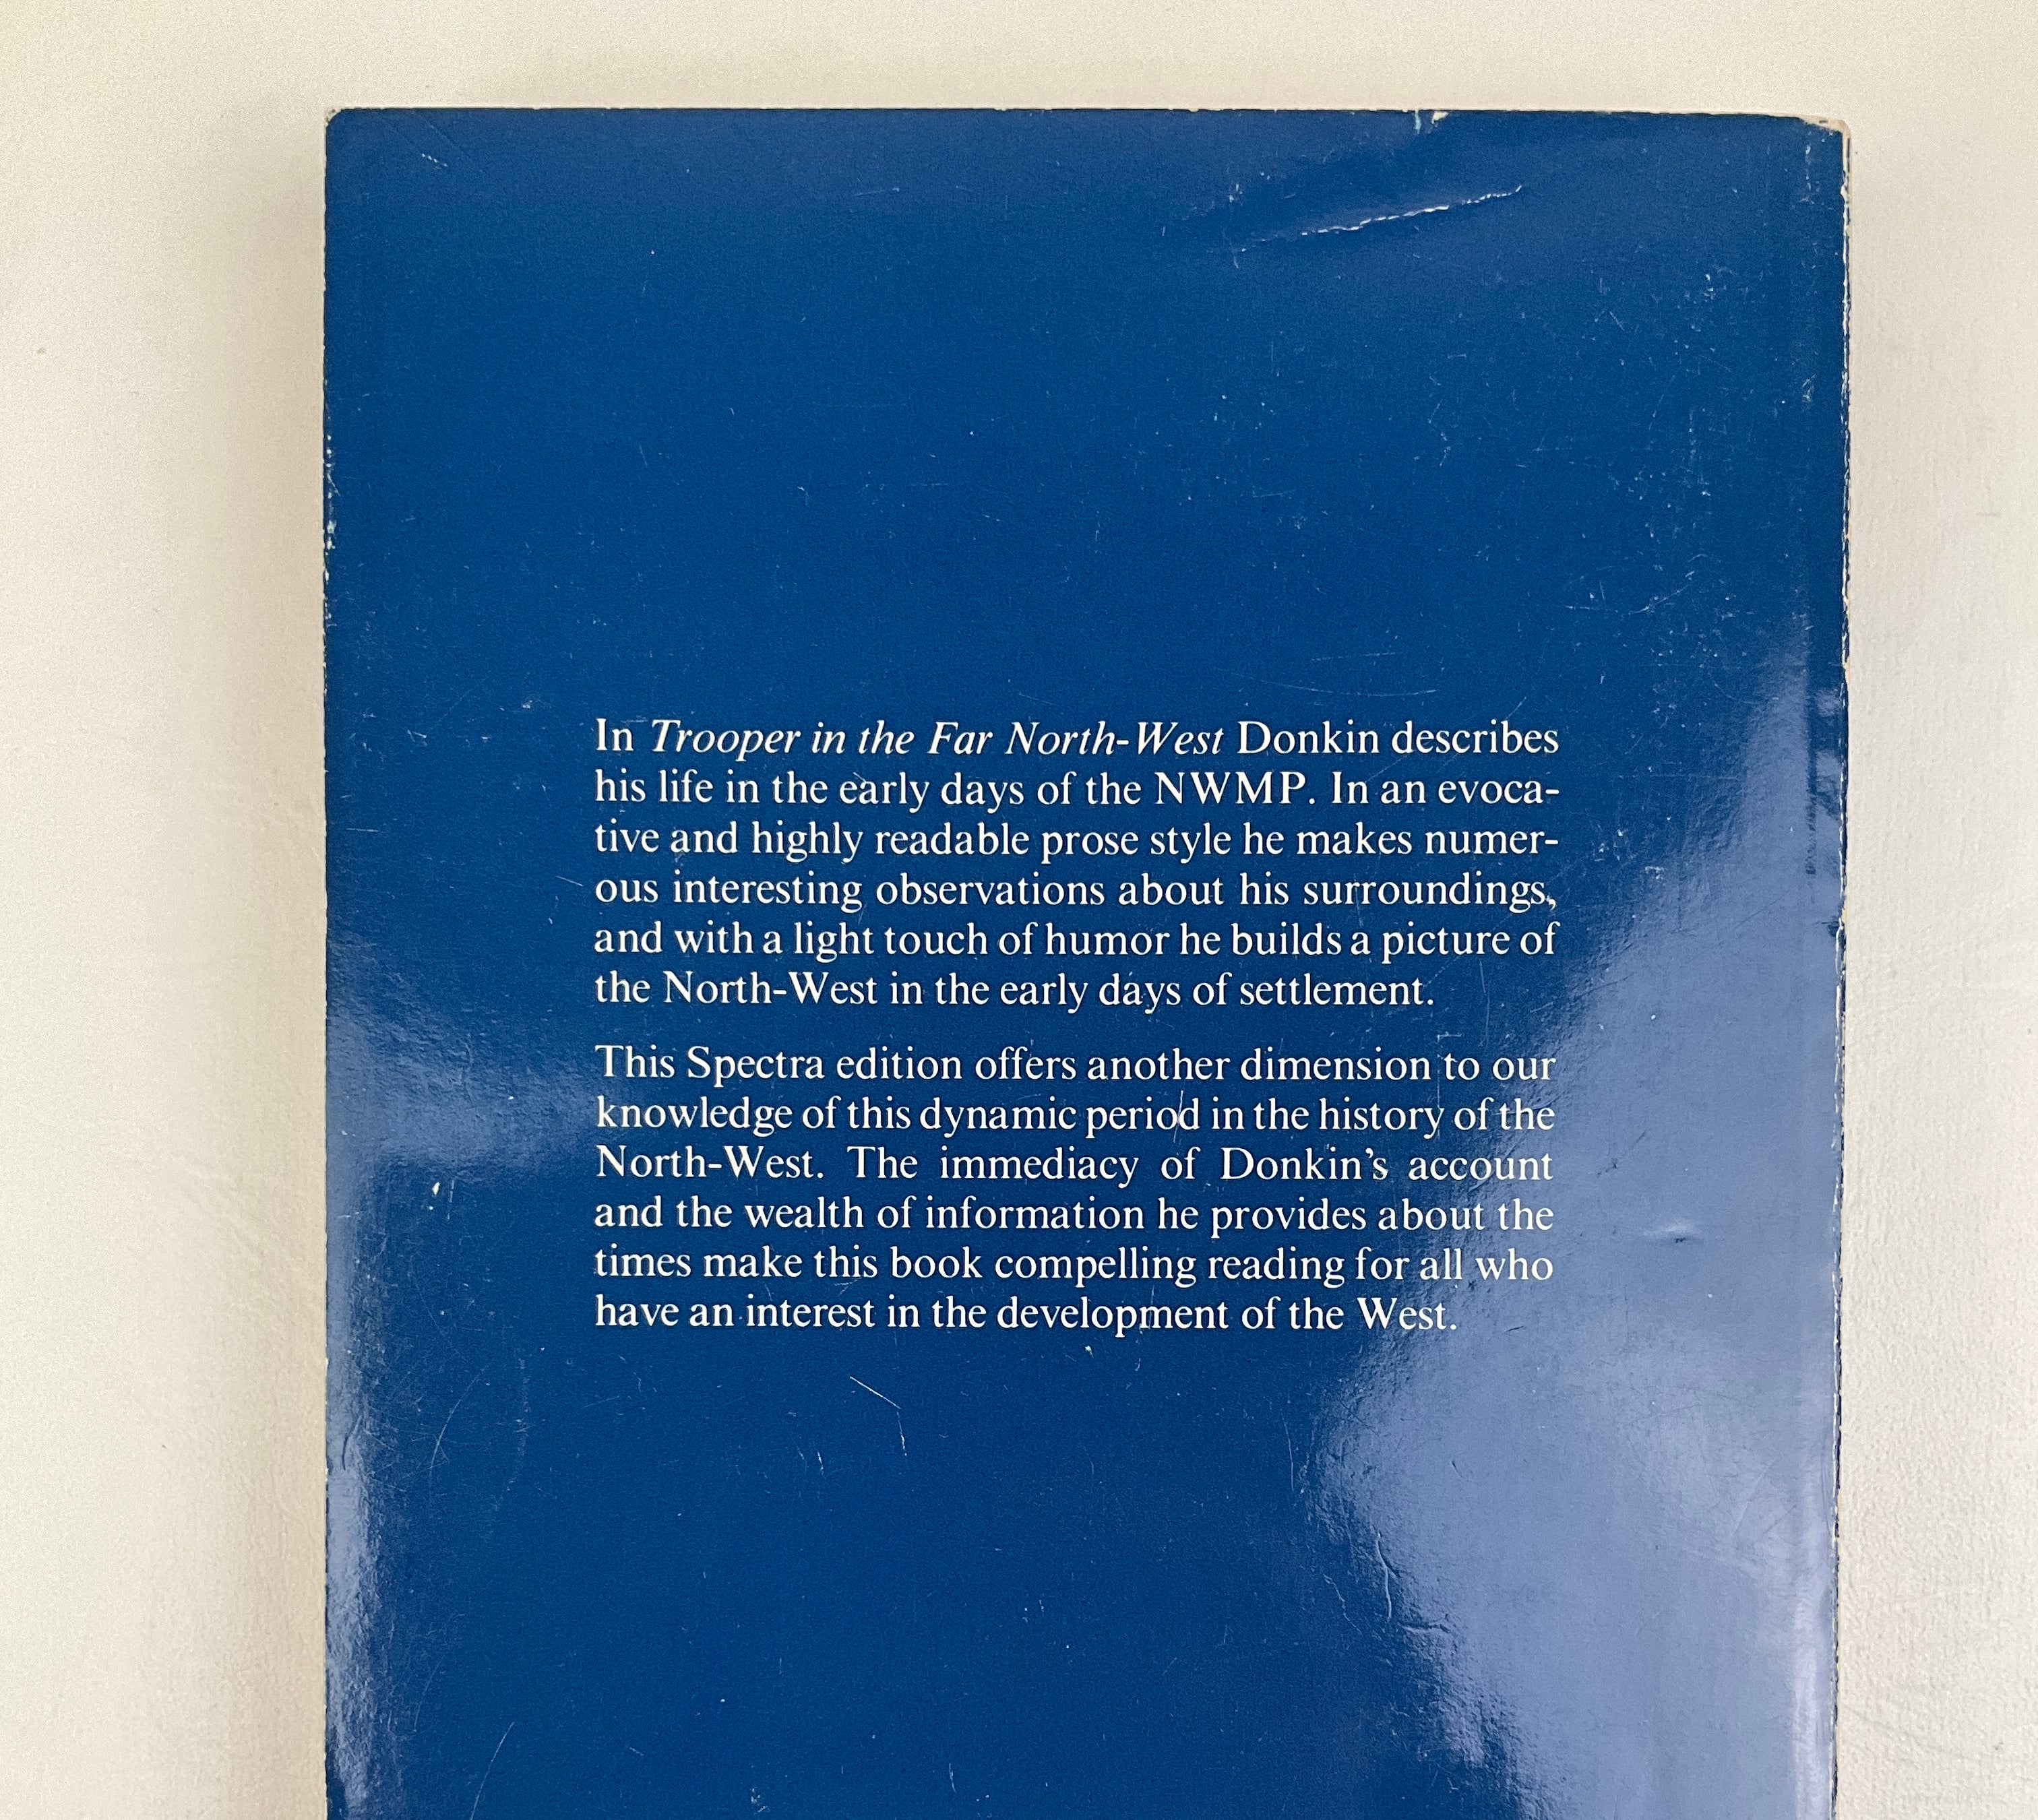 In Trooper in the Far North-West Donkin describes
his life in the early days of the NWMP. In an evoca-
tive and highly readable prose style he makes numer-
ous interesting observations about his surroundings,
and with a light touch of humor he builds a picture of
the North-West in the early days of settlement.
This Spectra edition offers another dimension to our
knowledge of this dynamic period in the history of the
North-West. The immediacy of Donkin's account
and the wealth of information he provides about the
times make this book compelling reading for all who
have an interest in the development of the West.